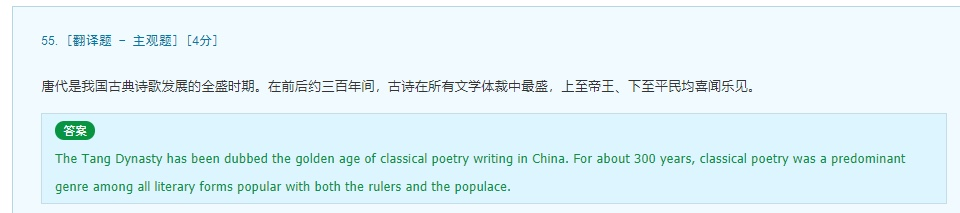 55. [翻译题 - 主观题] [4分]
唐代是我国古典诗歌发展的全盛时期。在前后约三百年间，古诗在所有文学体裁中最盛，上至帝王、下至平民均喜闻乐见。
答案
The Tang Dynasty has been dubbed the golden age of classical poetry writing in China. For about 300 years, classical poetry was a predominant
genre among all literary forms popular with both the rulers and the populace.